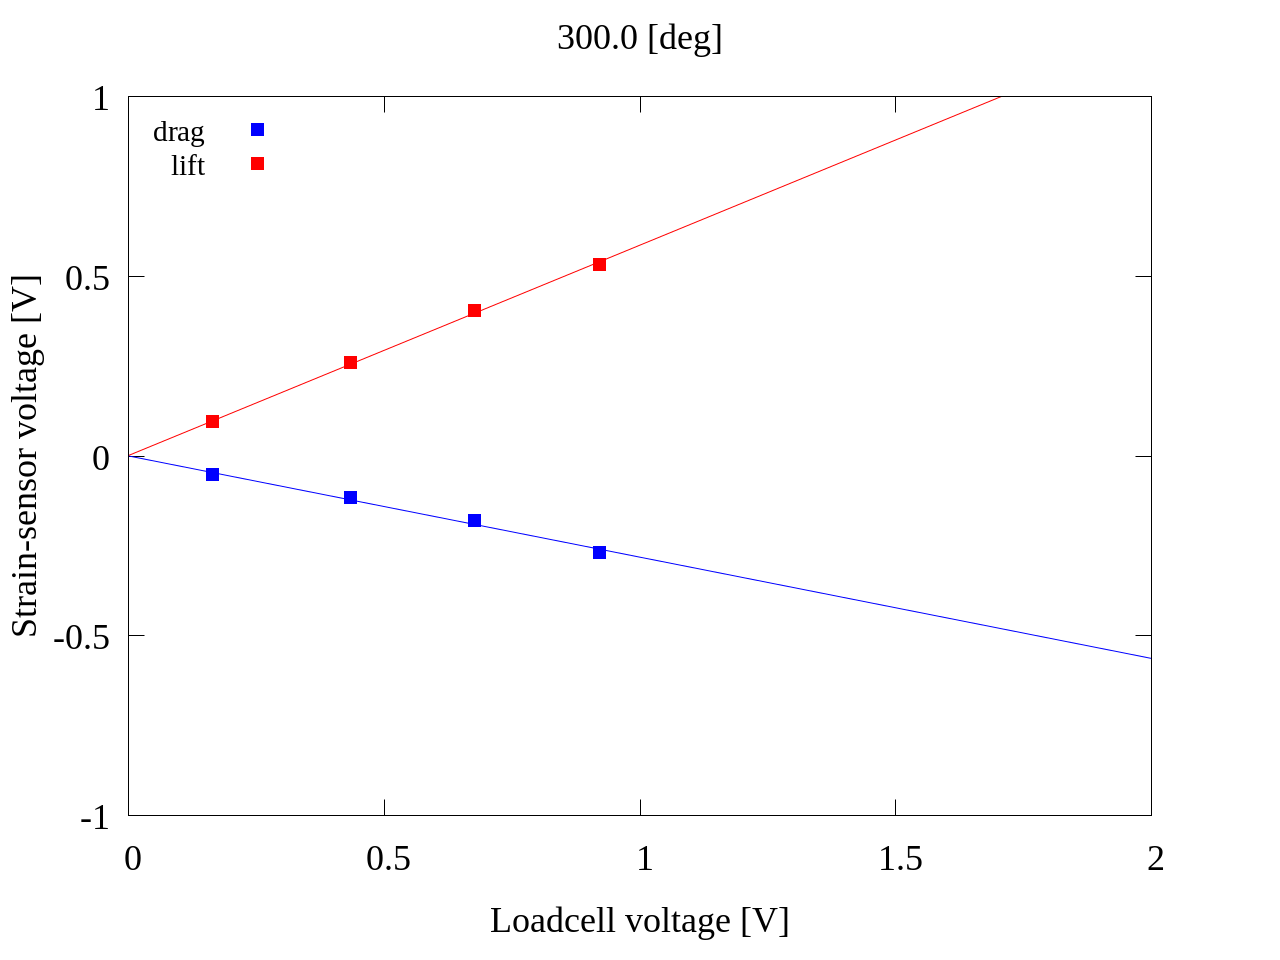 300.0 [deg]
drag
lift
1
0.5
0
-0.5
-1
Strain-sensor voltage [V]
0 0.5 1 1.5 2
Loadcell voltage [V]